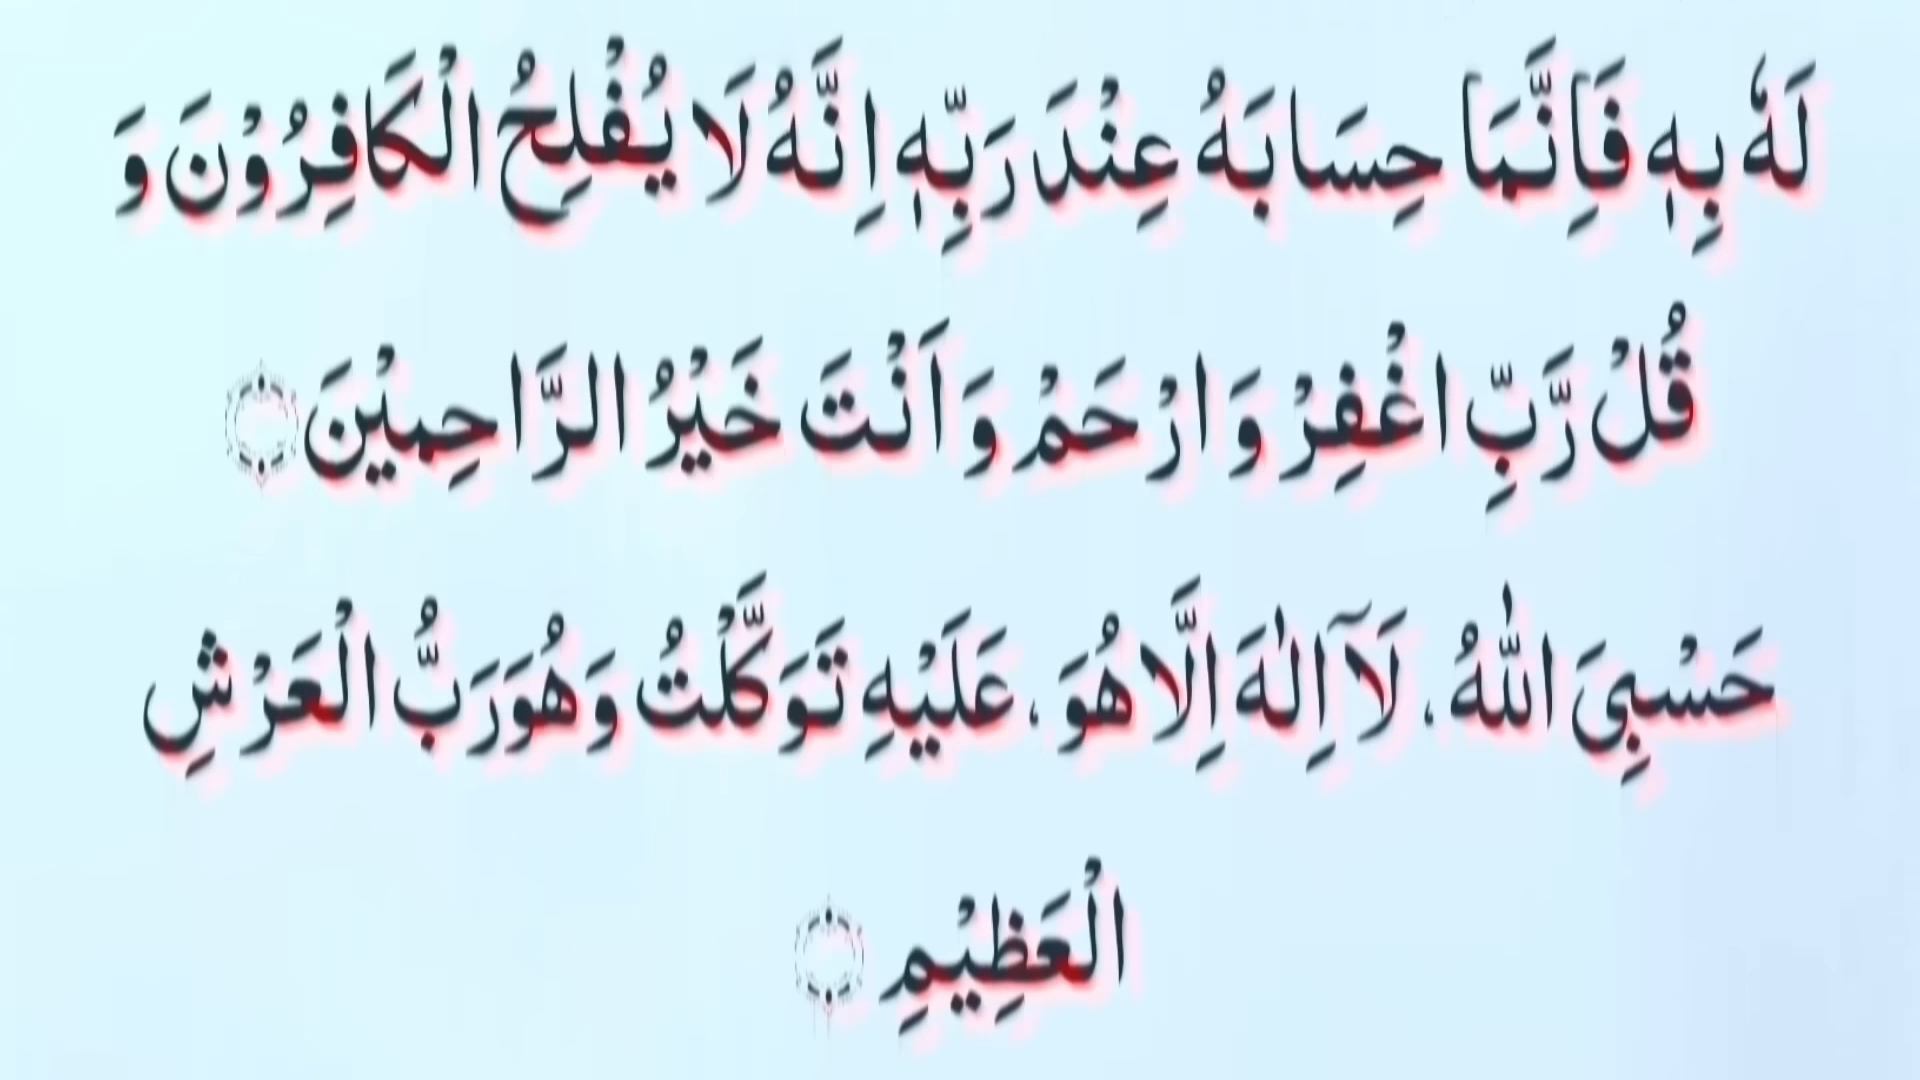 لَهٗ بِهٖ فَاِنَّمَا حِسَابَهُ عِنْدَ رَبِّهٖ اِنَّهُ لَا يُفْلِحُ الْكَافِرُوْنَ وَ
قُلْ رَّبِّ اغْفِرْ وَارْحَمْ وَاَنْتَ خَيْرُ الرَّاحِمِيْنَ ۝
حَسْبِىَ اللّٰهُ ، لَآ اِلٰهَ اِلَّا هُوَ ، عَلَيْهِ تَوَكَّلْتُ وَهُوَ رَبُّ الْعَرْشِ
الْعَظِيْمِ ۝